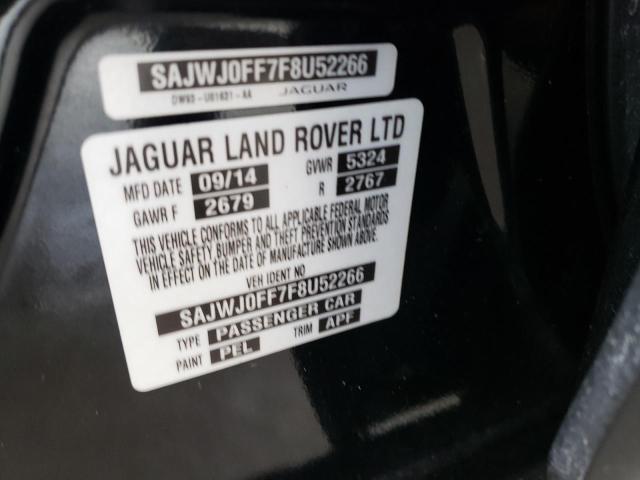 SAJWJ0FF7F8U52266
DW93-U01631-AA JAGUAR
JAGUAR LAND ROVER LTD
MFD DATE 09/14 GVWR 5324
GAWR F 2679 R 2767
THIS VEHICLE CONFORMS TO ALL APPLICABLE FEDERAL MOTOR
VEHICLE SAFETY BUMPER AND THEFT PREVENTION STANDARDS
IN EFFECT ON THE DATE OF MANUFACTURE SHOWN ABOVE.
VEH IDENT NO
SAJWJ0FF7F8U52266
TYPE PASSENGER CAR
PAINT PEL TRIM APF